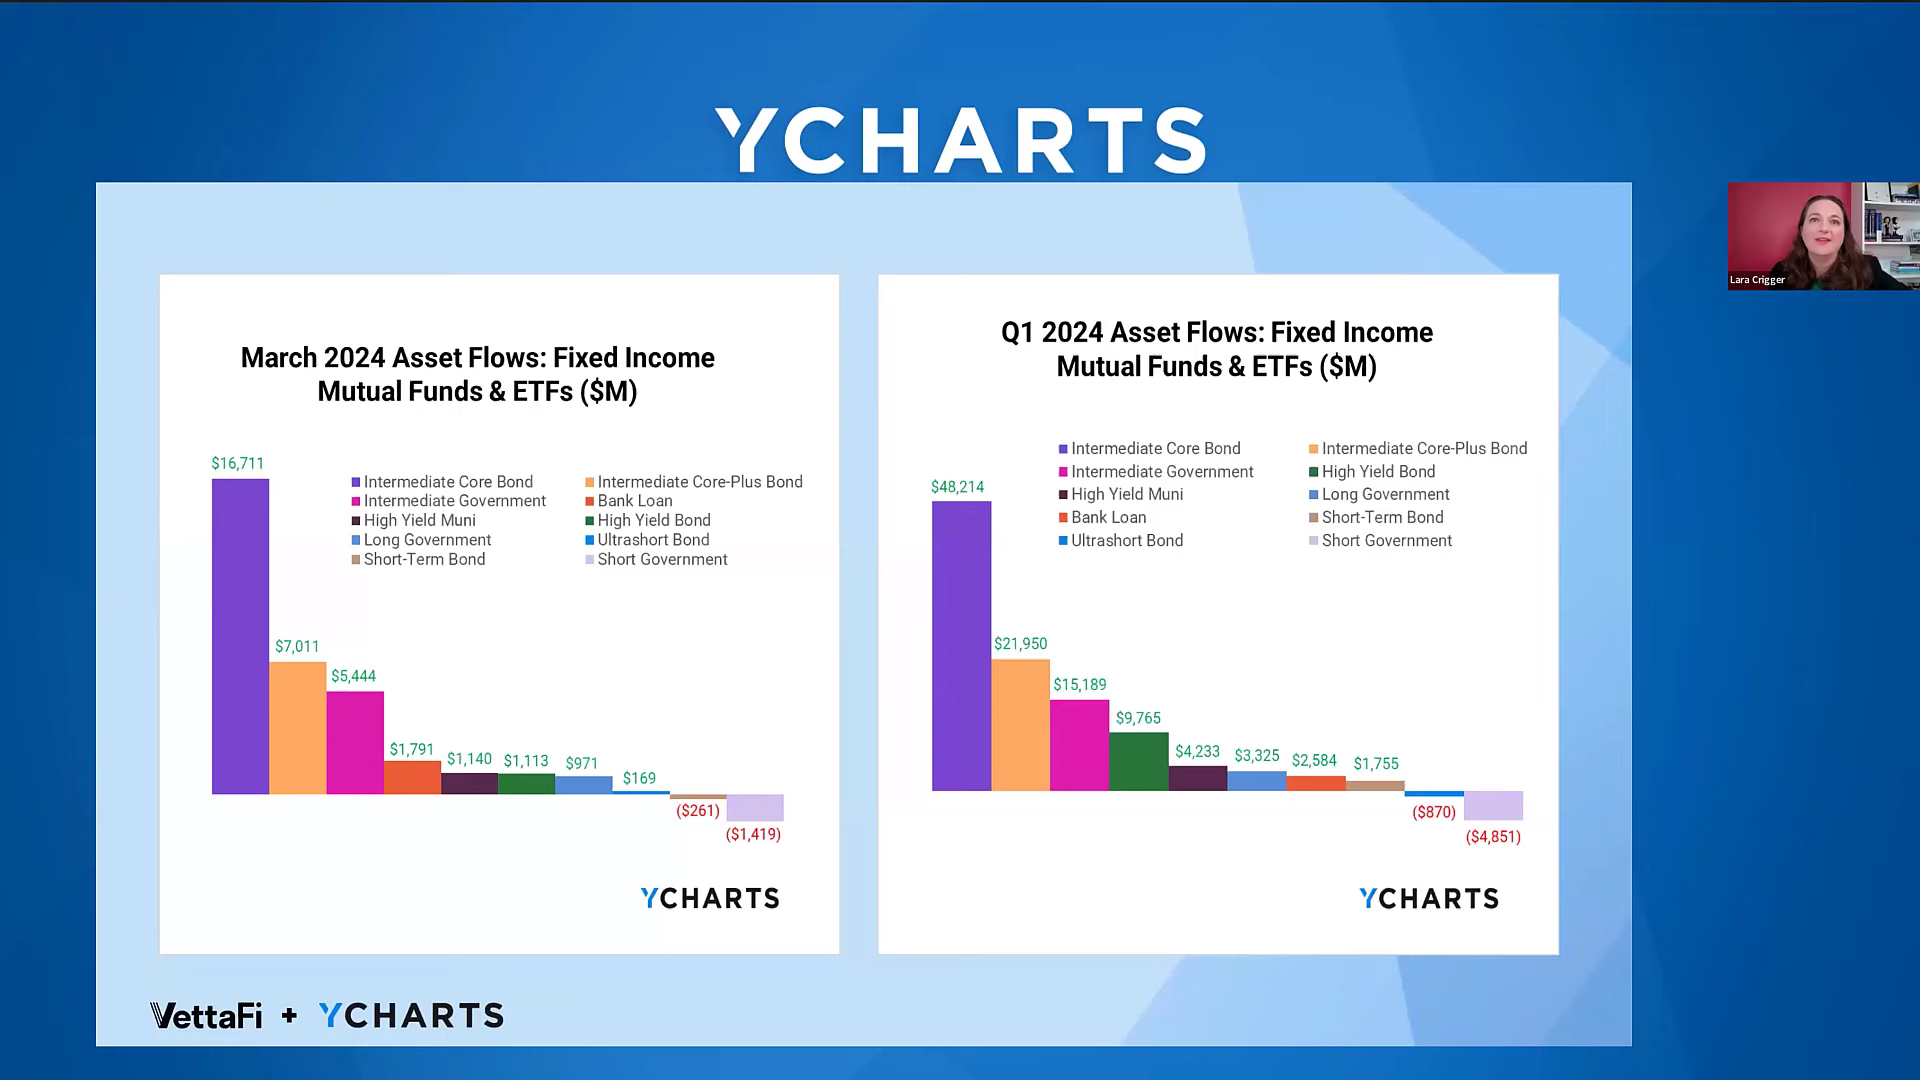 YCHARTS
Lara Crigger
March 2024 Asset Flows: Fixed Income
Mutual Funds & ETFs ($M)
$16,711
Intermediate Core Bond
Intermediate Core-Plus Bond
Intermediate Government
Bank Loan
High Yield Muni
High Yield Bond
Long Government
Ultrashort Bond
Short-Term Bond
Short Government
$7,011
$5,444
$1,791
$1,140
$1,113
$971
$169
($261)
($1,419)
YCHARTS
Q1 2024 Asset Flows: Fixed Income
Mutual Funds & ETFs ($M)
Intermediate Core Bond
Intermediate Core-Plus Bond
Intermediate Government
High Yield Bond
High Yield Muni
Long Government
Bank Loan
Short-Term Bond
Ultrashort Bond
Short Government
$48,214
$21,950
$15,189
$9,765
$4,233
$3,325
$2,584
$1,755
($870)
($4,851)
YCHARTS
VettaFi + YCHARTS